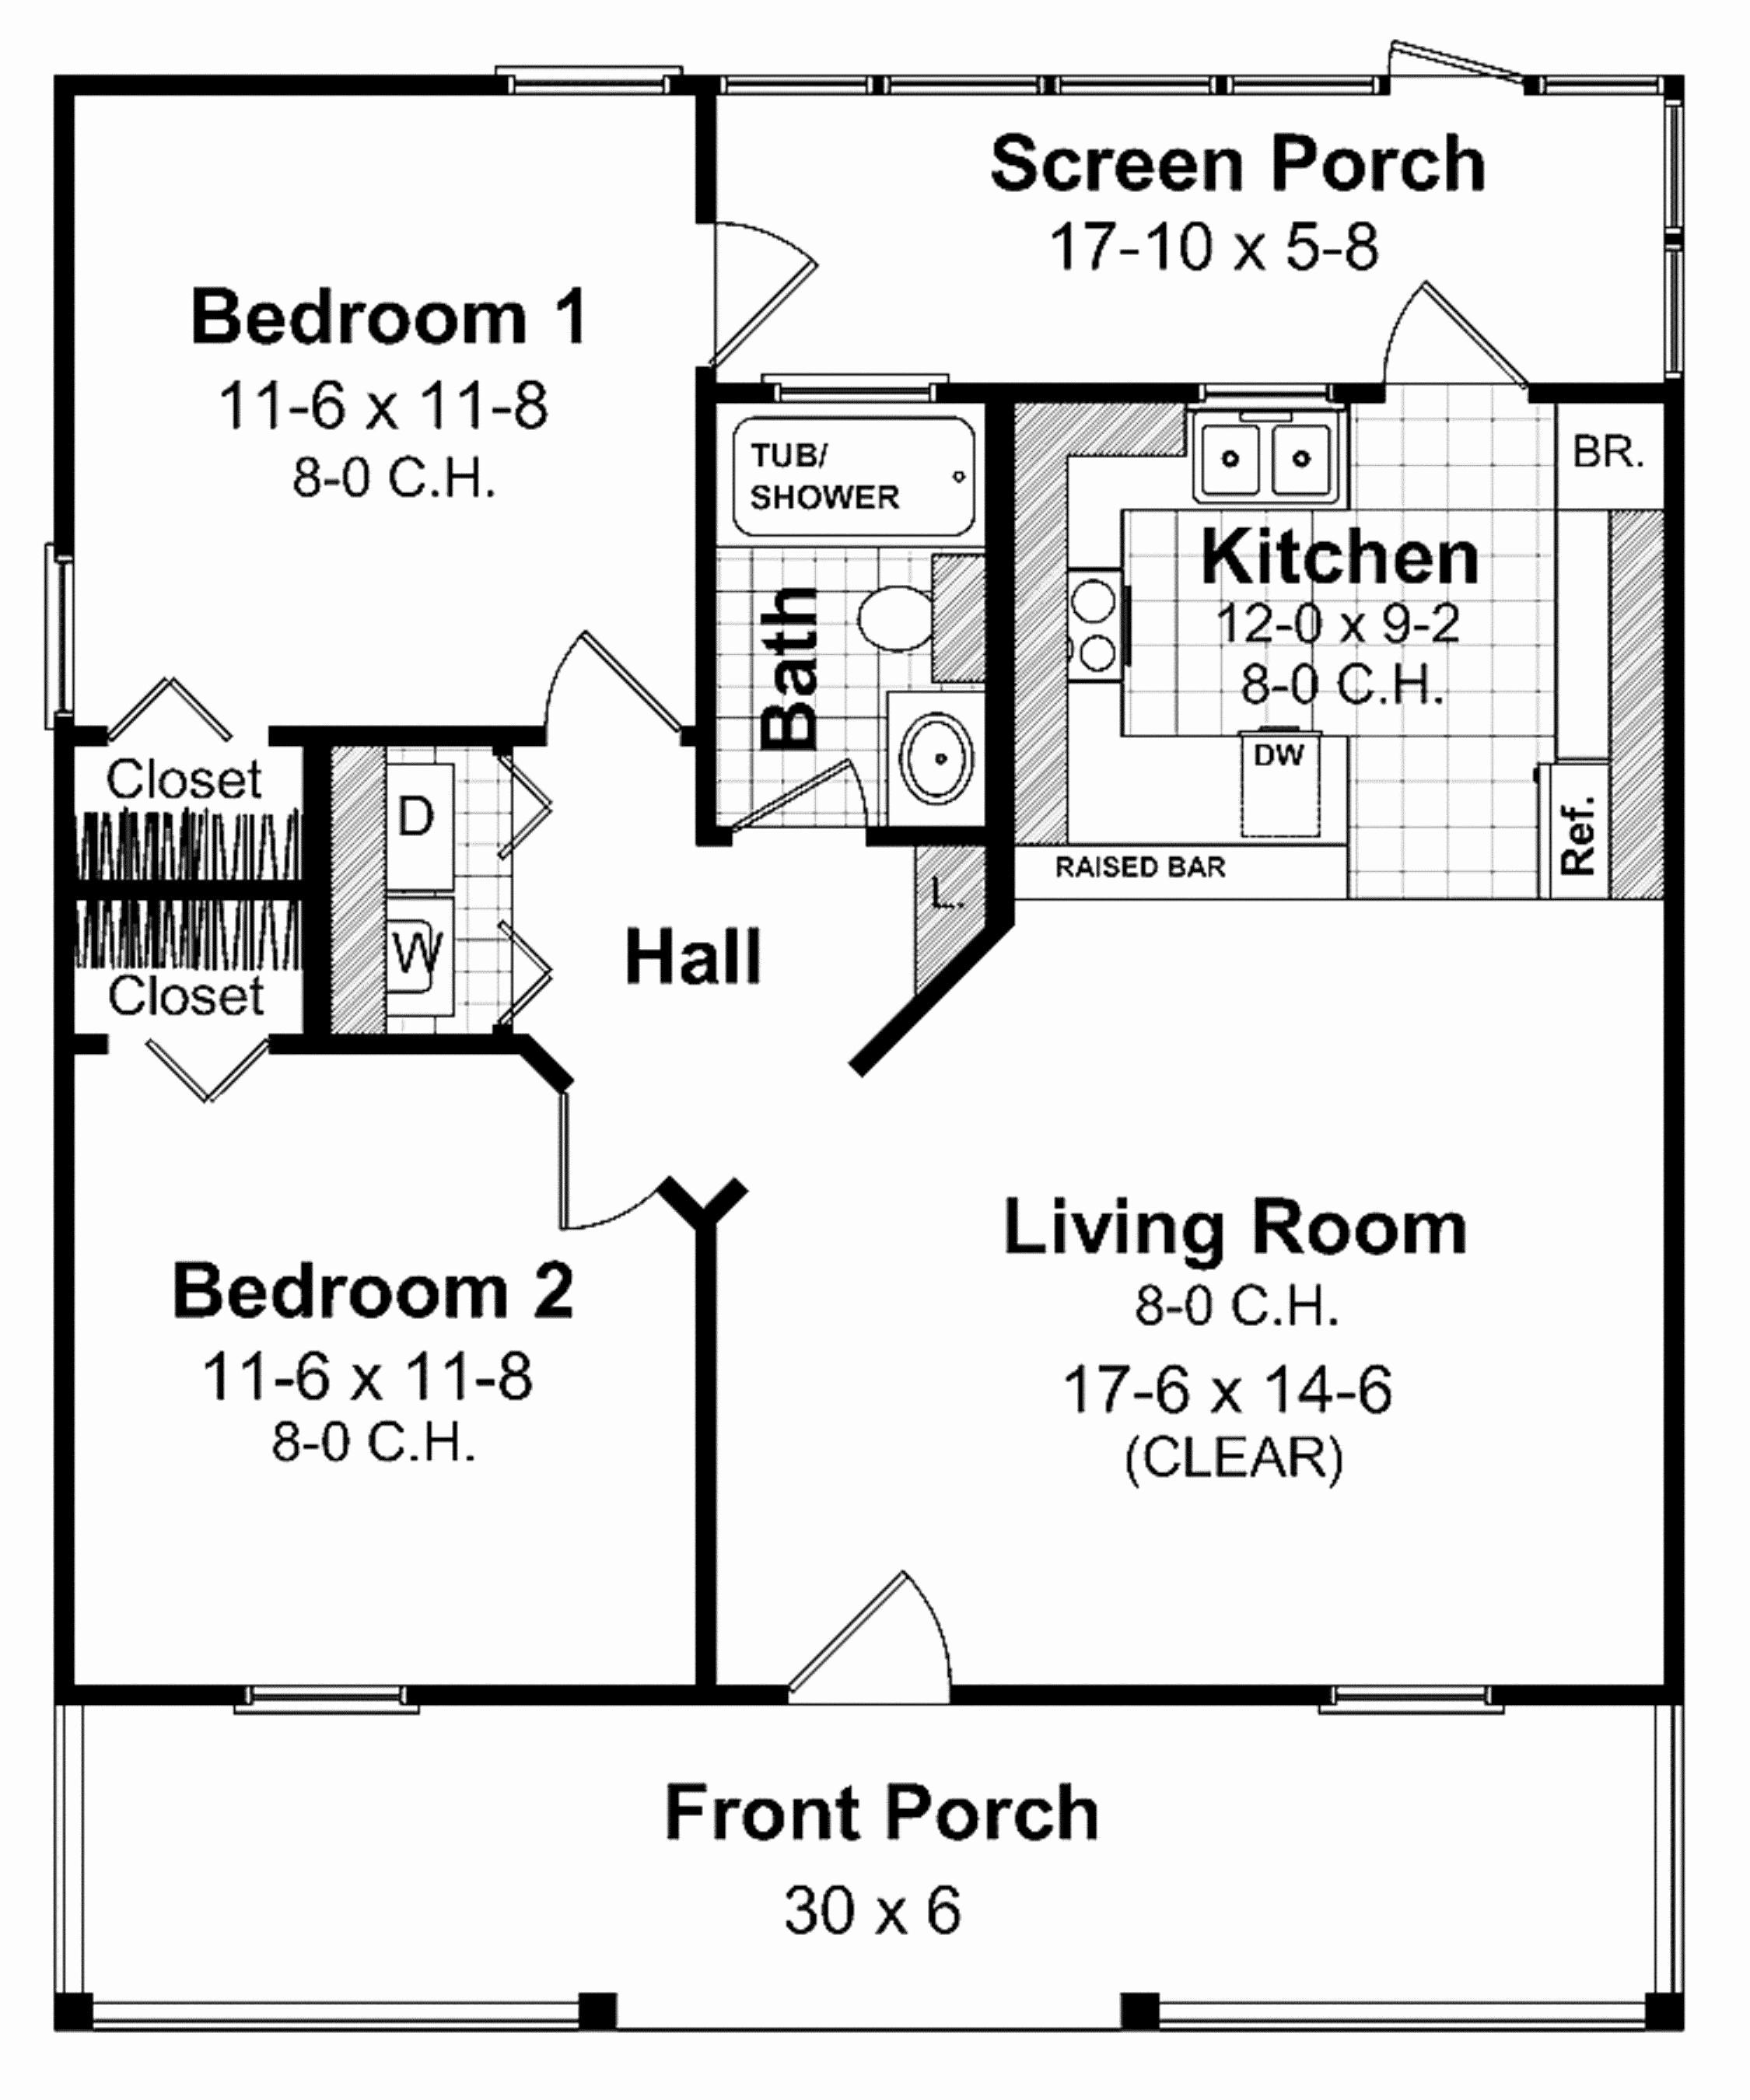 Screen Porch
17-10 x 5-8
Bedroom 1
11-6 x 11-8
8-0 C.H.
TUB/
SHOWER
BR.
Kitchen
12-0 x 9-2
8-0 C.H.
Bath
DW
Closet
D
Ref.
RAISED BAR
L.
W
Hall
Closet
Living Room
8-0 C.H.
17-6 x 14-6
(CLEAR)
Bedroom 2
11-6 x 11-8
8-0 C.H.
Front Porch
30 x 6